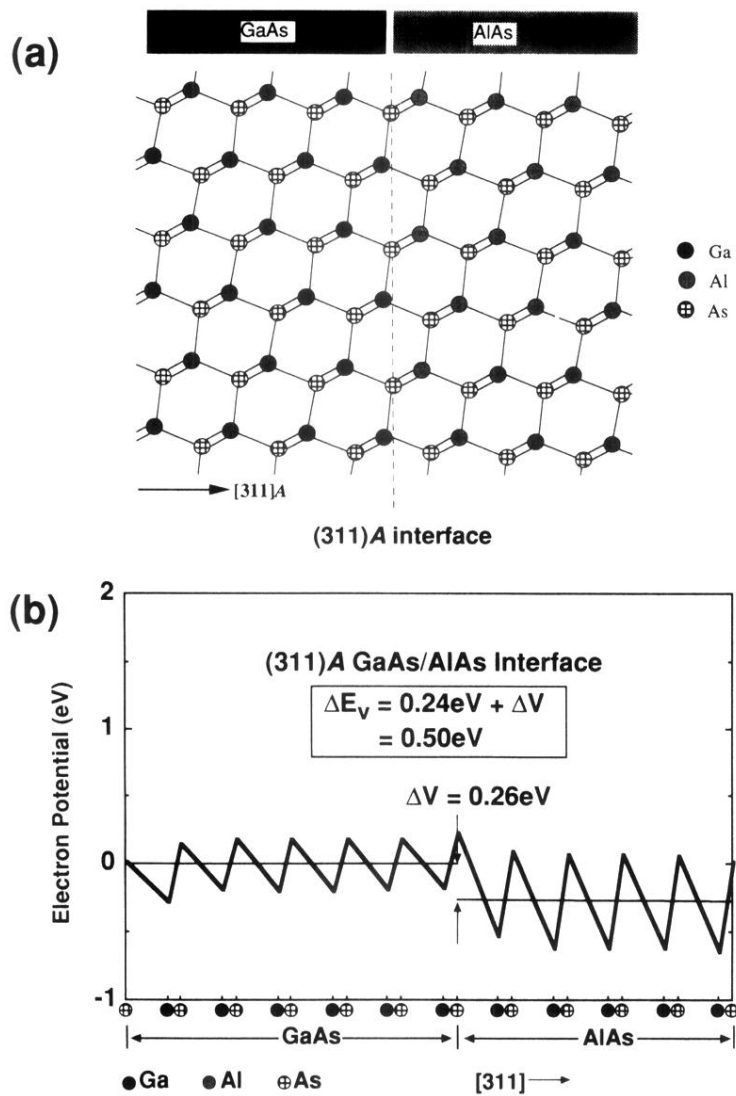 GaAs AlAs
(a)
Ga
Al
As
[311]A
(311)A interface
(b)
2
(311)A GaAs/AlAs Interface
ΔEV = 0.24eV + ΔV
= 0.50eV
1
ΔV = 0.26eV
Electron Potential (eV)
0
-1
GaAs AlAs
Ga Al As [311]